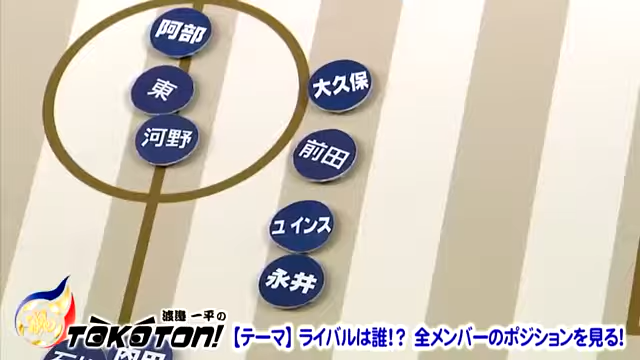 阿部
東
河野
大久保
前田
ユインス
永井
渡邉 一平の
TAKOTON!
【テーマ】ライバルは誰!? 全メンバーのポジションを見る!